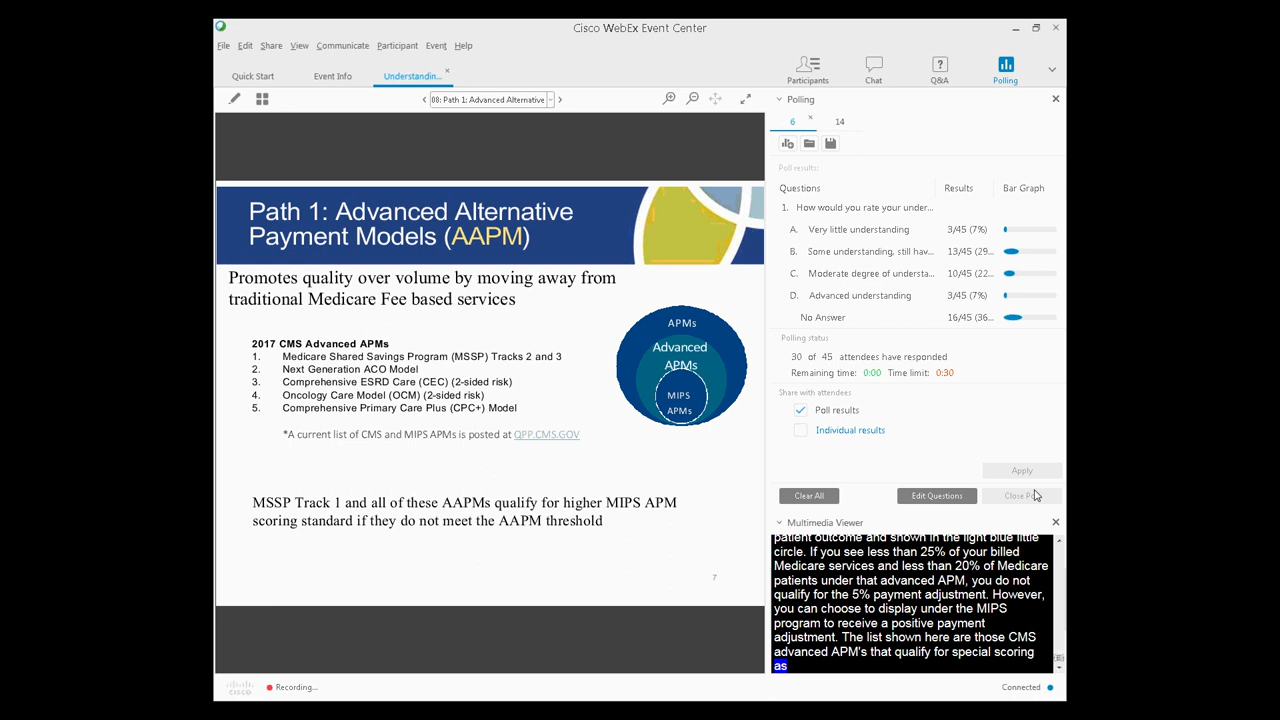 Cisco WebEx Event Center
File Edit Share View Communicate Participant Event Help
Quick Start Event Info Understandin...
Participants Chat Q&A Polling
08: Path 1: Advanced Alternative
Path 1: Advanced Alternative
Payment Models (AAPM)
Promotes quality over volume by moving away from
traditional Medicare Fee based services
2017 CMS Advanced APMs
1. Medicare Shared Savings Program (MSSP) Tracks 2 and 3
2. Next Generation ACO Model
3. Comprehensive ESRD Care (CEC) (2-sided risk)
4. Oncology Care Model (OCM) (2-sided risk)
5. Comprehensive Primary Care Plus (CPC+) Model
*A current list of CMS and MIPS APMs is posted at QPP.CMS.GOV
APMs
Advanced
APMs
MIPS
APMs
MSSP Track 1 and all of these AAPMs qualify for higher MIPS APM
scoring standard if they do not meet the AAPM threshold
7
Polling
6 14
Poll results:
Questions Results Bar Graph
1. How would you rate your under...
A. Very little understanding 3/45 (7%)
B. Some understanding, still hav... 13/45 (29...
C. Moderate degree of understa... 10/45 (22...
D. Advanced understanding 3/45 (7%)
No Answer 16/45 (36...
Polling status
30 of 45 attendees have responded
Remaining time: 0:00 Time limit: 0:30
Share with attendees
Poll results
Individual results
Apply
Clear All Edit Questions Close
Multimedia Viewer
patient outcome and shown in the light blue little
circle. If you see less than 25% of your billed
Medicare services and less than 20% of Medicare
patients under that advanced APM, you do not
qualify for the 5% payment adjustment. However,
you can choose to display under the MIPS
program to receive a positive payment
adjustment. The list shown here are those CMS
advanced APM's that qualify for special scoring
as
cisco
Recording...
Connected